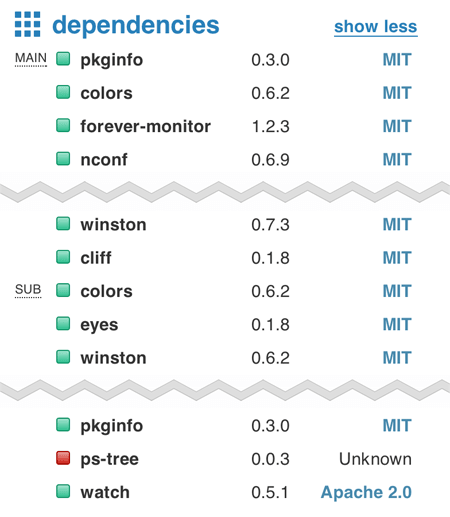 dependencies show less
MAIN pkginfo 0.3.0 MIT
colors 0.6.2 MIT
forever-monitor 1.2.3 MIT
nconf 0.6.9 MIT
winston 0.7.3 MIT
cliff 0.1.8 MIT
SUB colors 0.6.2 MIT
eyes 0.1.8 MIT
winston 0.6.2 MIT
pkginfo 0.3.0 MIT
ps-tree 0.0.3 Unknown
watch 0.5.1 Apache 2.0